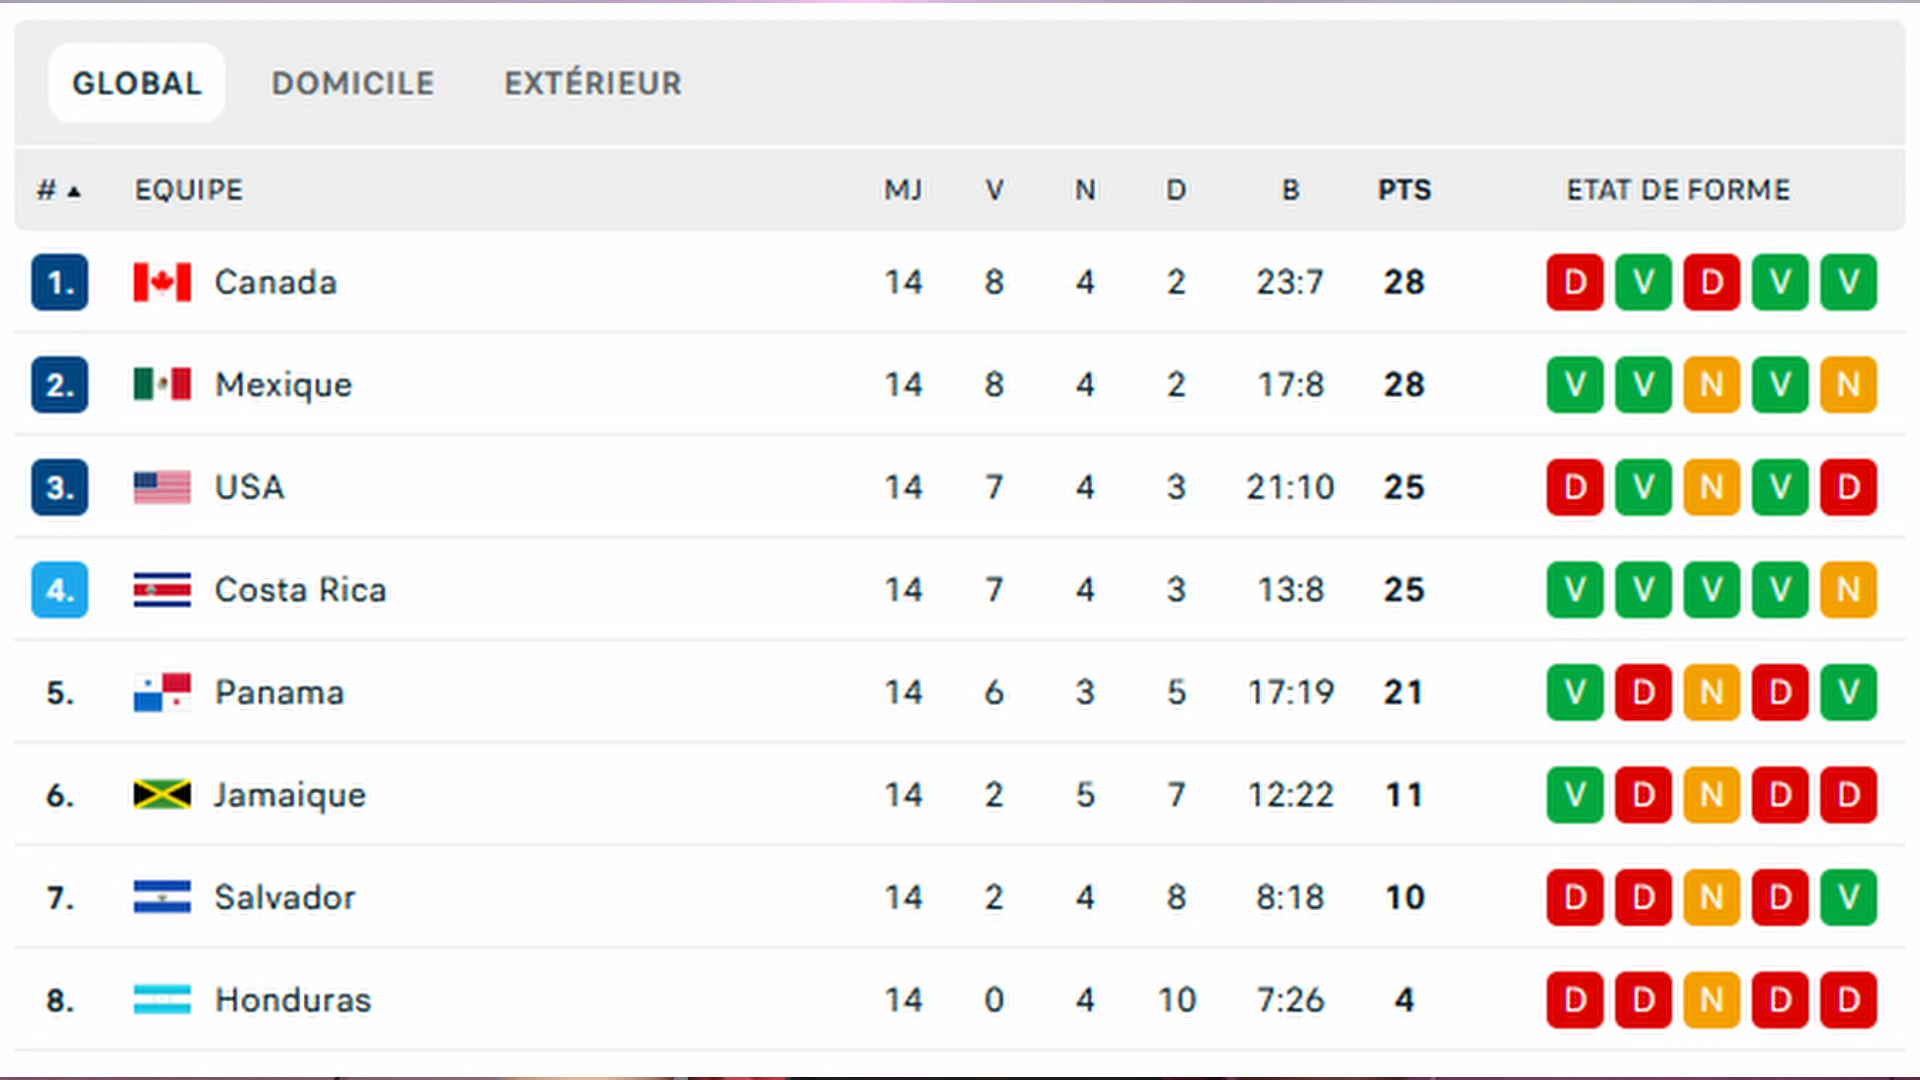 GLOBAL DOMICILE EXTÉRIEUR
# ▲ EQUIPE MJ V N D B PTS ETAT DE FORME
1. Canada 14 8 4 2 23:7 28 D V D V V
2. Mexique 14 8 4 2 17:8 28 V V N V N
3. USA 14 7 4 3 21:10 25 D V N V D
4. Costa Rica 14 7 4 3 13:8 25 V V V V N
5. Panama 14 6 3 5 17:19 21 V D N D V
6. Jamaique 14 2 5 7 12:22 11 V D N D D
7. Salvador 14 2 4 8 8:18 10 D D N D V
8. Honduras 14 0 4 10 7:26 4 D D N D D